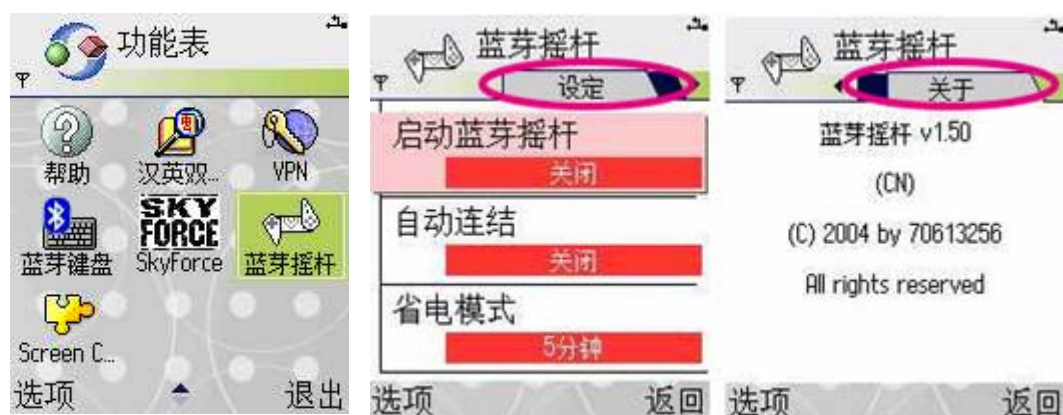 功能表
帮助
汉英双...
VPN
蓝芽键盘
SKY FORCE
SkyForce
蓝芽摇杆
Screen C...
选项
退出
蓝芽摇杆
设定
启动蓝芽摇杆
关闭
自动连结
关闭
省电模式
5分钟
选项
返回
蓝芽摇杆
关于
蓝芽摇杆 v1.50
(CN)
(C) 2004 by 70613256
All rights reserved
选项
返回